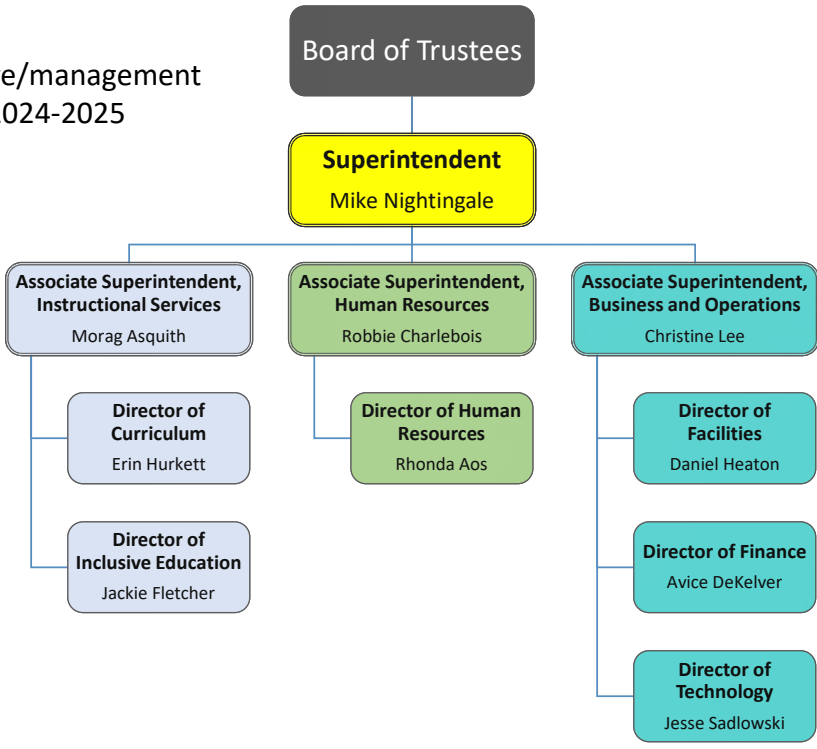 Board of Trustees
e/management
2024-2025
Superintendent
Mike Nightingale
Associate Superintendent,
Instructional Services
Morag Asquith
Associate Superintendent,
Human Resources
Robbie Charlebois
Associate Superintendent,
Business and Operations
Christine Lee
Director of
Curriculum
Erin Hurkett
Director of Human
Resources
Rhonda Aos
Director of
Facilities
Daniel Heaton
Director of
Inclusive Education
Jackie Fletcher
Director of Finance
Avice DeKelver
Director of
Technology
Jesse Sadlowski